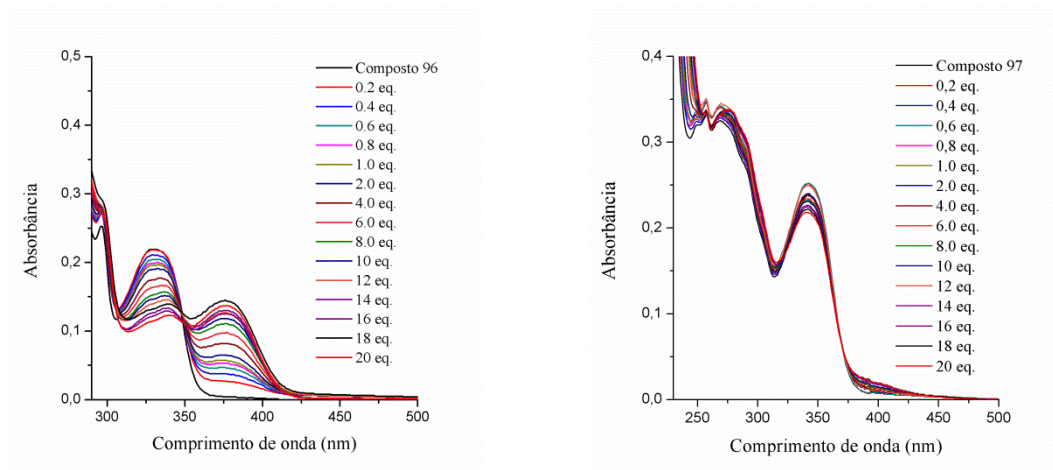 0,5
0,4
0,3
0,2
0,1
0,0
Absorbância
300
350
400
450
500
Comprimento de onda (nm)
Composto 96
0.2 eq.
0.4 eq.
0.6 eq.
0.8 eq.
1.0 eq.
2.0 eq.
4.0 eq.
6.0 eq.
8.0 eq.
10 eq.
12 eq.
14 eq.
16 eq.
18 eq.
20 eq.
0,4
0,3
0,2
0,1
0,0
Absorbância
250
300
350
400
450
500
Comprimento de onda (nm)
Composto 97
0,2 eq.
0,4 eq.
0,6 eq.
0,8 eq.
1.0 eq.
2.0 eq.
4.0 eq.
6.0 eq.
8.0 eq.
10 eq.
12 eq.
14 eq.
16 eq.
18 eq.
20 eq.